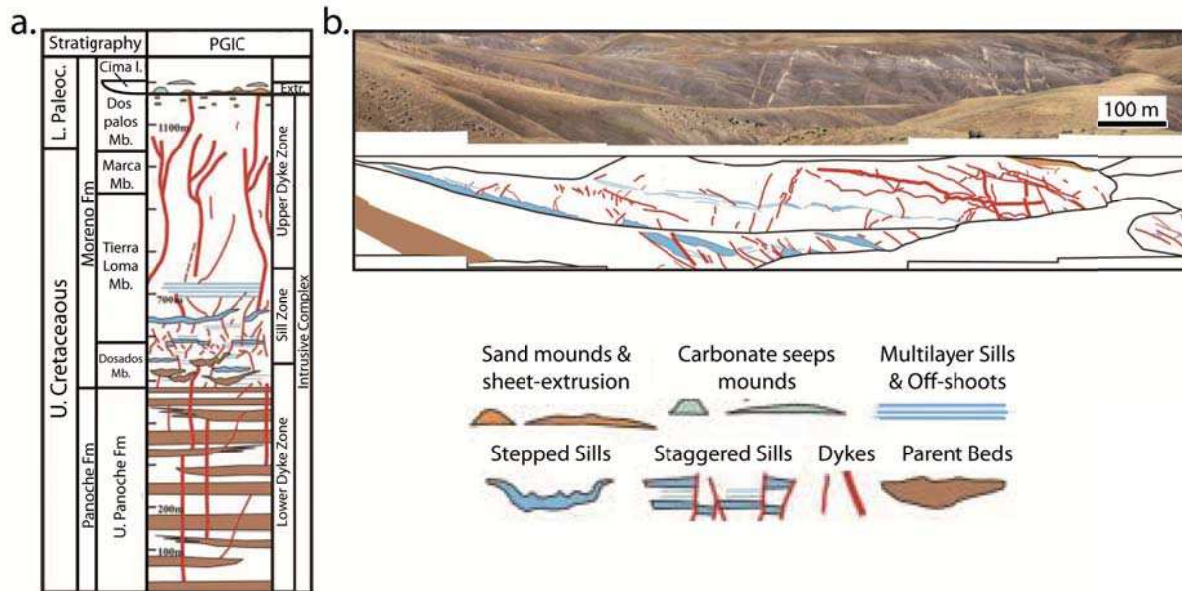 a.
Stratigraphy
PGIC
U. Cretaceaous
L. Paleoc.
Panoche Fm
Moreno Fm
Cima l.
Dos
palos
Mb.
Marca
Mb.
Tierra
Loma
Mb.
Dosados
Mb.
U. Panoche Fm
1100m
700m
200m
100m
Extr.
Upper Dyke Zone
Sill Zone
Lower Dyke Zone
Intrusive Complex
b.
100 m
Sand mounds &
sheet-extrusion
Carbonate seeps
mounds
Multilayer Sills
& Off-shoots
Stepped Sills
Staggered Sills
Dykes
Parent Beds